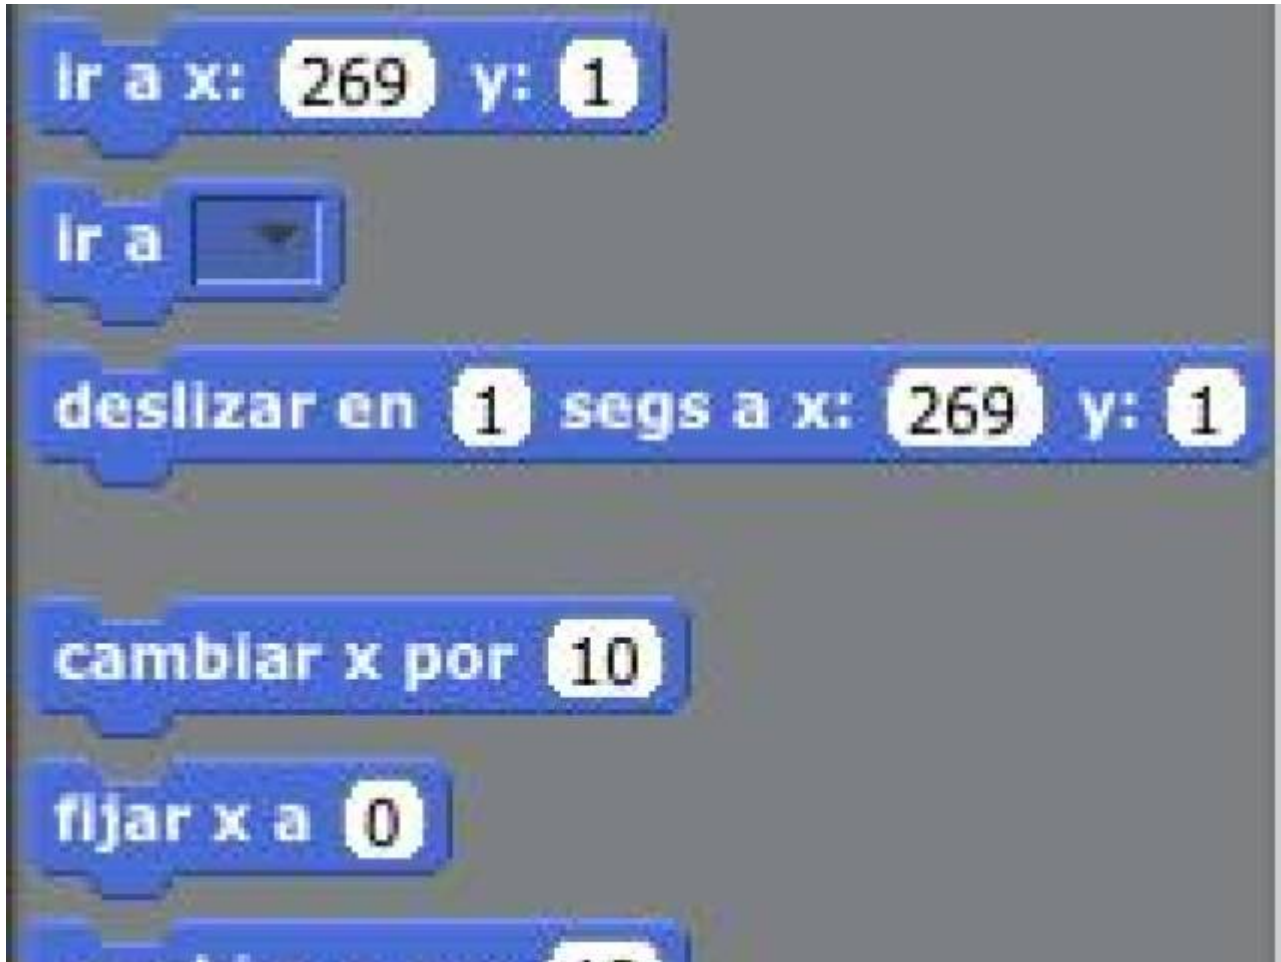 ir a x: 269 y: 1
ir a
deslizar en 1 segs a x: 269 y: 1
cambiar x por 10
fijar x a 0